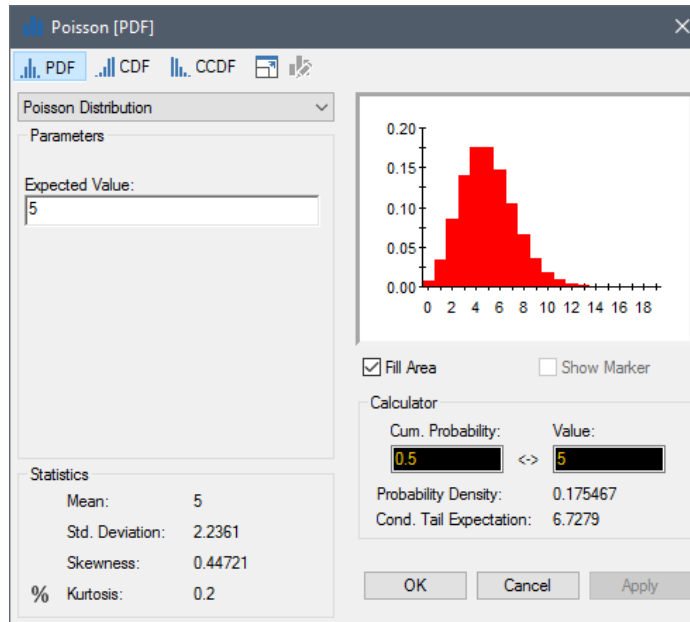 Poisson [PDF]
PDF CDF CCDF
Poisson Distribution
Parameters
Expected Value:
5
Statistics
Mean: 5
Std. Deviation: 2.2361
Skewness: 0.44721
% Kurtosis: 0.2
0.20
0.15
0.10
0.05
0.00
0 2 4 6 8 10 12 14 16 18
Fill Area Show Marker
Calculator
Cum. Probability: Value:
0.5 <-> 5
Probability Density: 0.175467
Cond. Tail Expectation: 6.7279
OK Cancel Apply